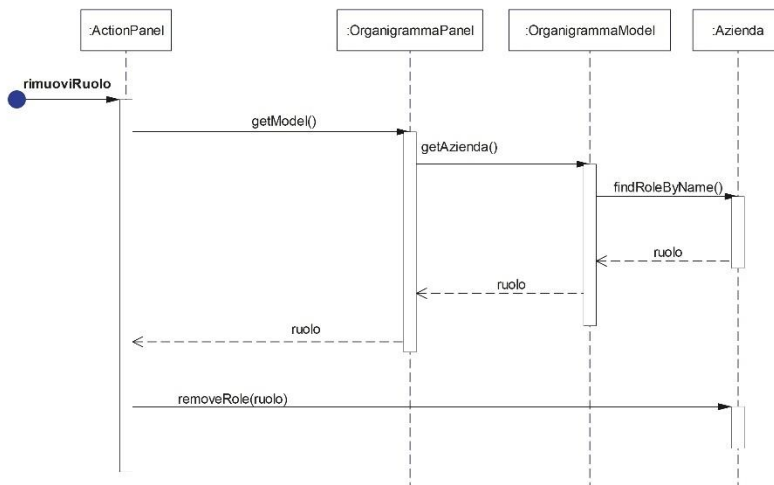 :ActionPanel
:OrganigrammaPanel
:OrganigrammaModel
:Azienda
rimuoviRuolo
getModel()
getAzienda()
findRoleByName()
ruolo
ruolo
ruolo
removeRole(ruolo)